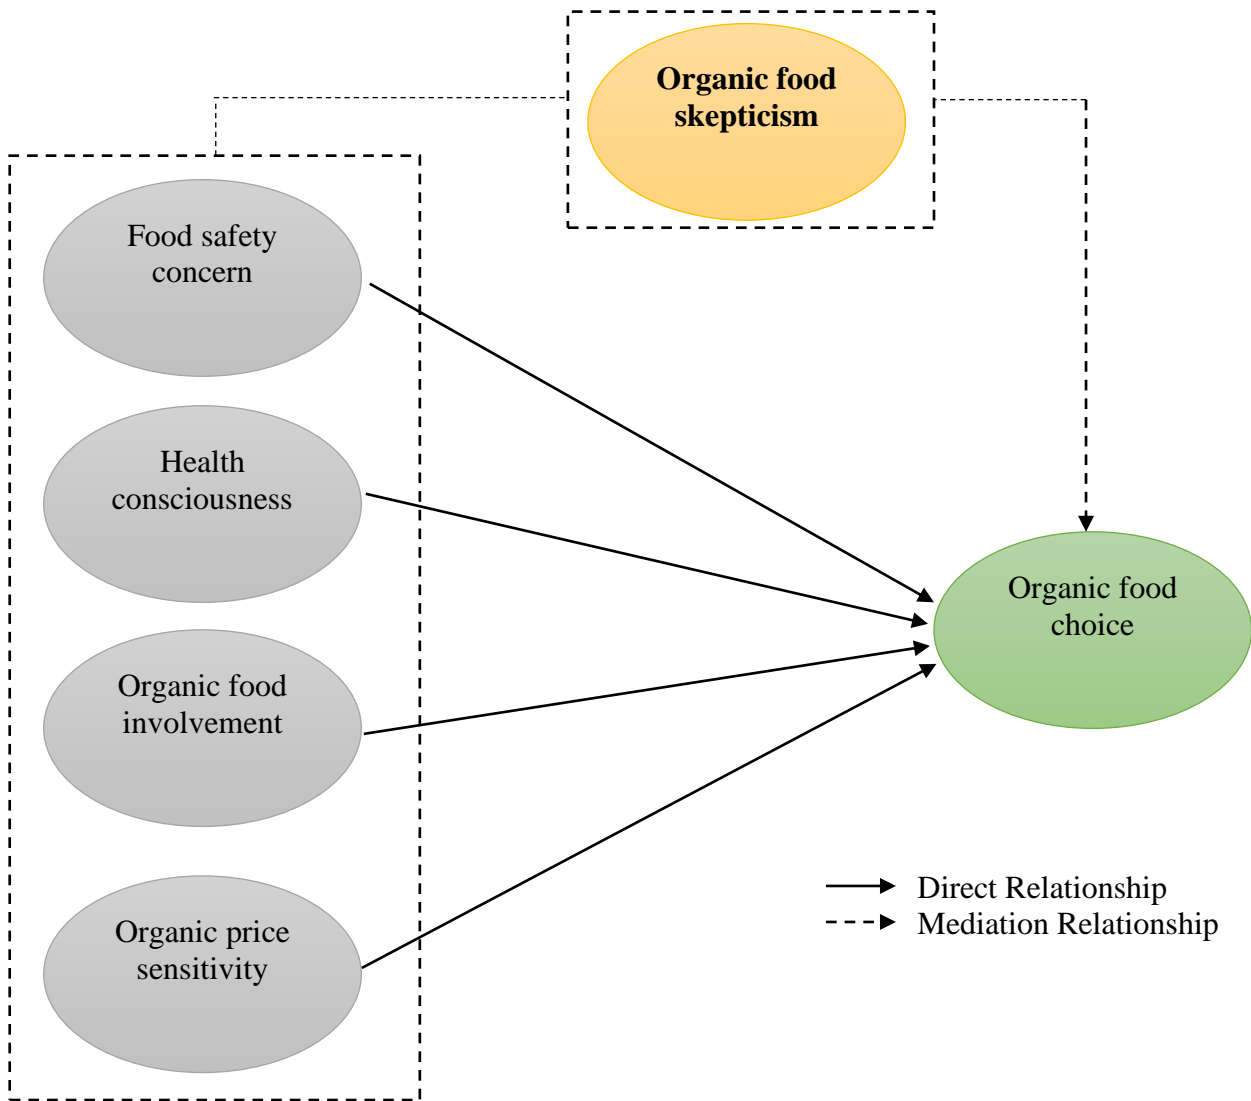 Organic food
skepticism
Food safety
concern
Health
consciousness
Organic food
involvement
Organic price
sensitivity
Organic food
choice
Direct Relationship
Mediation Relationship